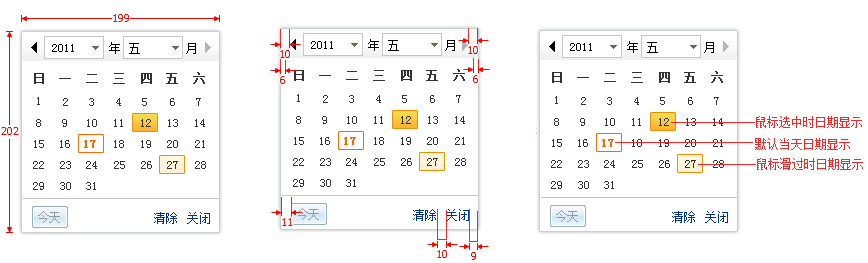 199
2011 年 五 月
日 一 二 三 四 五 六
1 2 3 4 5 6 7
8 9 10 11 12 13 14
15 16 17 18 19 20 21
22 23 24 25 26 27 28
29 30 31
今天 清除 关闭
202
2011 年 五
10 10
6 6
日 一 二 三 四 五 六
1 2 3 4 5 6 7
8 9 10 11 12 13 14
15 16 17 18 19 20 21
22 23 24 25 26 27 28
29 30 31
今天 清除 关闭
11
10 9
2011 年 五 月
日 一 二 三 四 五 六
1 2 3 4 5 6 7
8 9 10 11 12 13 14 鼠标选中时日期显示
15 16 17 18 19 20 21 默认当天日期显示
22 23 24 25 26 27 28 鼠标滑过时日期显示
29 30 31
今天 清除 关闭